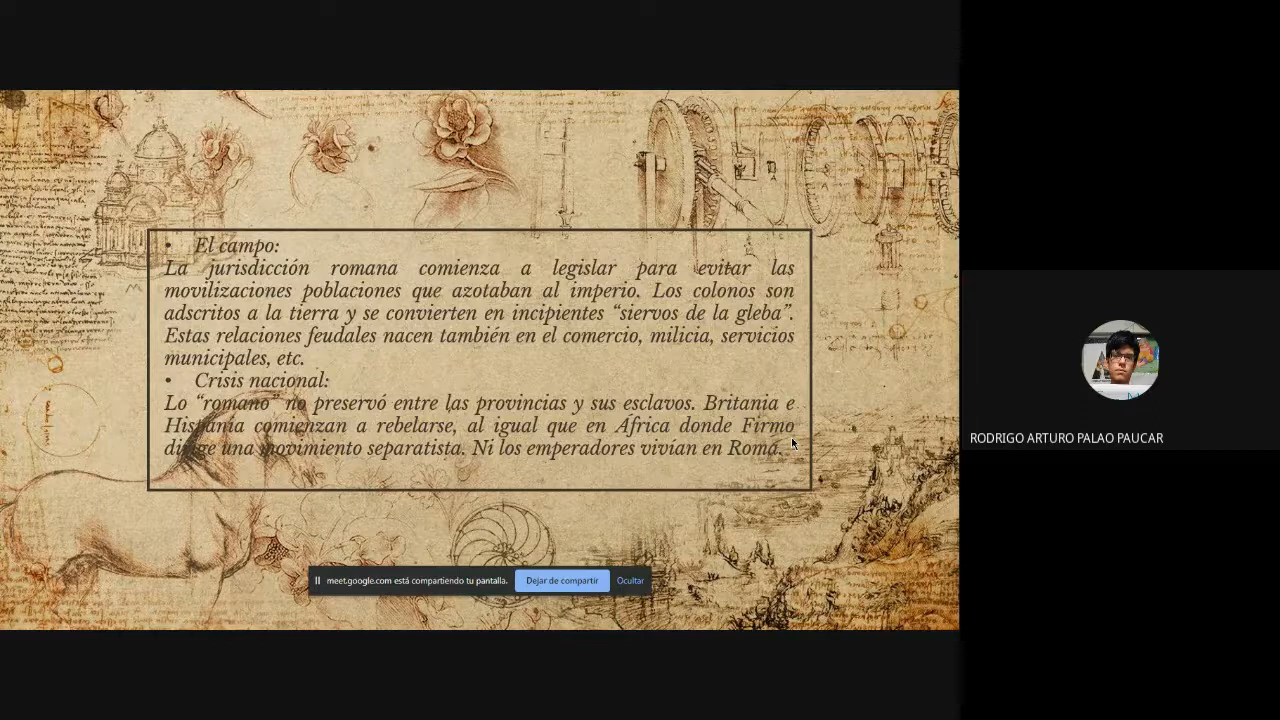 • El campo:
La jurisdicción romana comienza a legislar para evitar las
movilizaciones poblaciones que azotaban al imperio. Los colonos son
adscritos a la tierra y se convierten en incipientes “siervos de la gleba”.
Estas relaciones feudales nacen también en el comercio, milicia, servicios
municipales, etc.
• Crisis nacional:
Lo “romano” no preservó entre las provincias y sus esclavos. Britania e
Hispania comienzan a rebelarse, al igual que en África donde Firmo
dirige una movimiento separatista. Ni los emperadores vivían en Roma.
meet.google.com está compartiendo tu pantalla. Dejar de compartir Ocultar
RODRIGO ARTURO PALAO PAUCAR